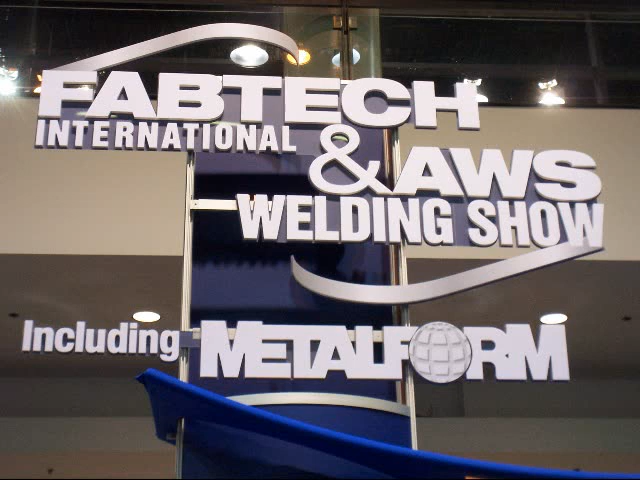 FABTECH
INTERNATIONAL
& AWS
WELDING SHOW
Including METALFORM